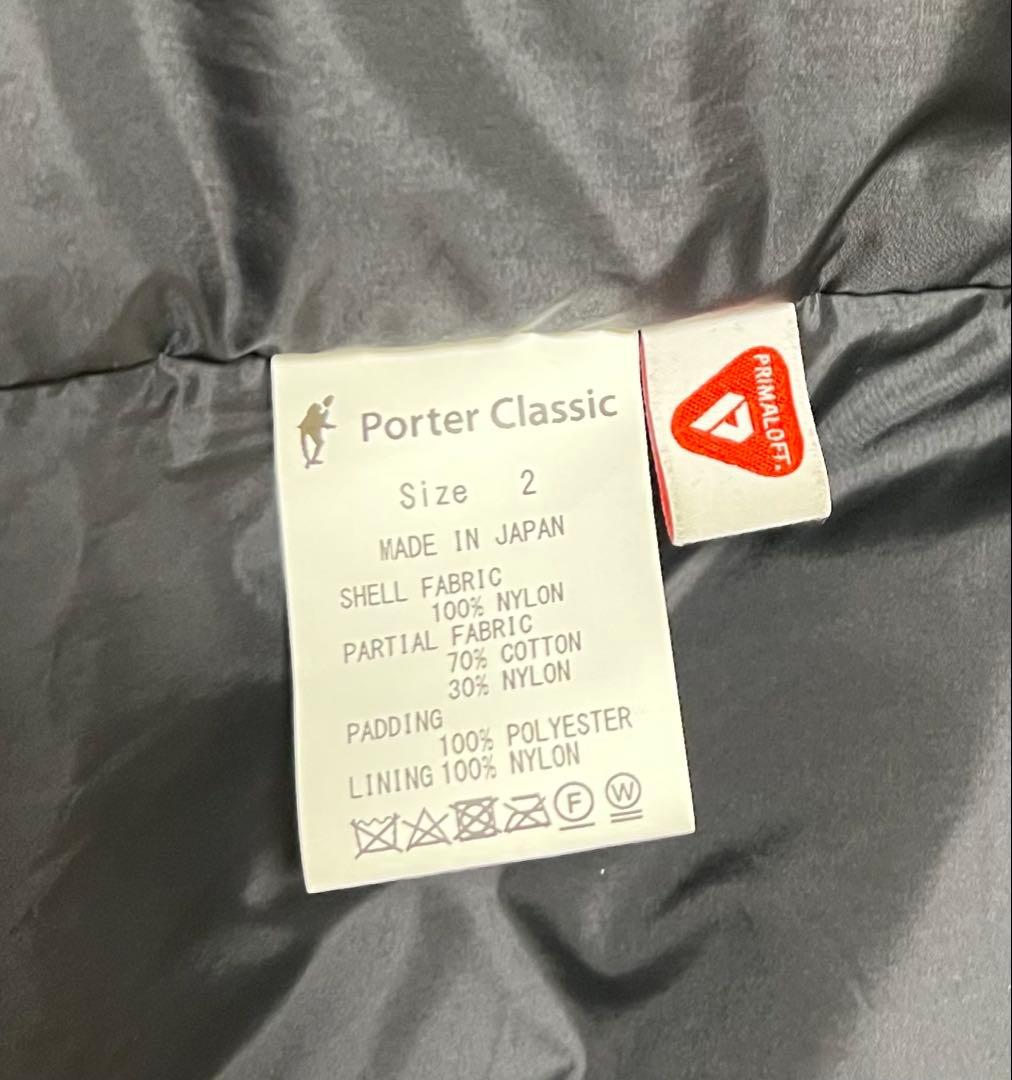 Porter Classic
Size 2
MADE IN JAPAN
SHELL FABRIC
100% NYLON
PARTIAL FABRIC
70% COTTON
30% NYLON
PADDING
100% POLYESTER
LINING 100% NYLON
F W
PRIMALOFT